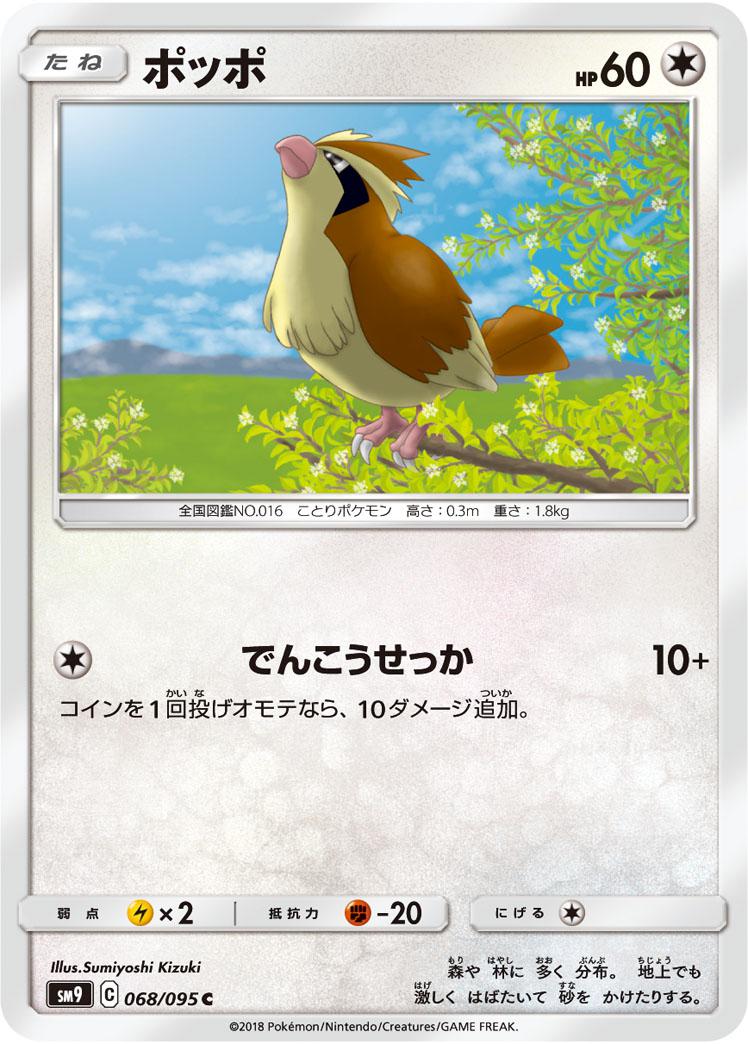 たね ポッポ HP60
全国図鑑NO.016 ことりポケモン 高さ：0.3m 重さ：1.8kg
でんこうせっか 10+
コインを1回投げオモテなら、10ダメージ追加。
弱点 ×2 抵抗力 -20 にげる
Illus.Sumiyoshi Kizuki
SM9 C 068/095 C
森や 林に 多く 分布。 地上でも
激しく はばたいて 砂を かけたりする。
©2018 Pokémon/Nintendo/Creatures/GAME FREAK.